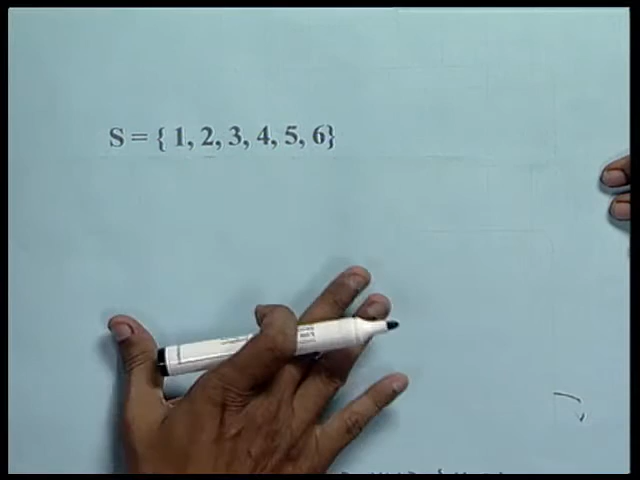 S = { 1, 2, 3, 4, 5, 6}